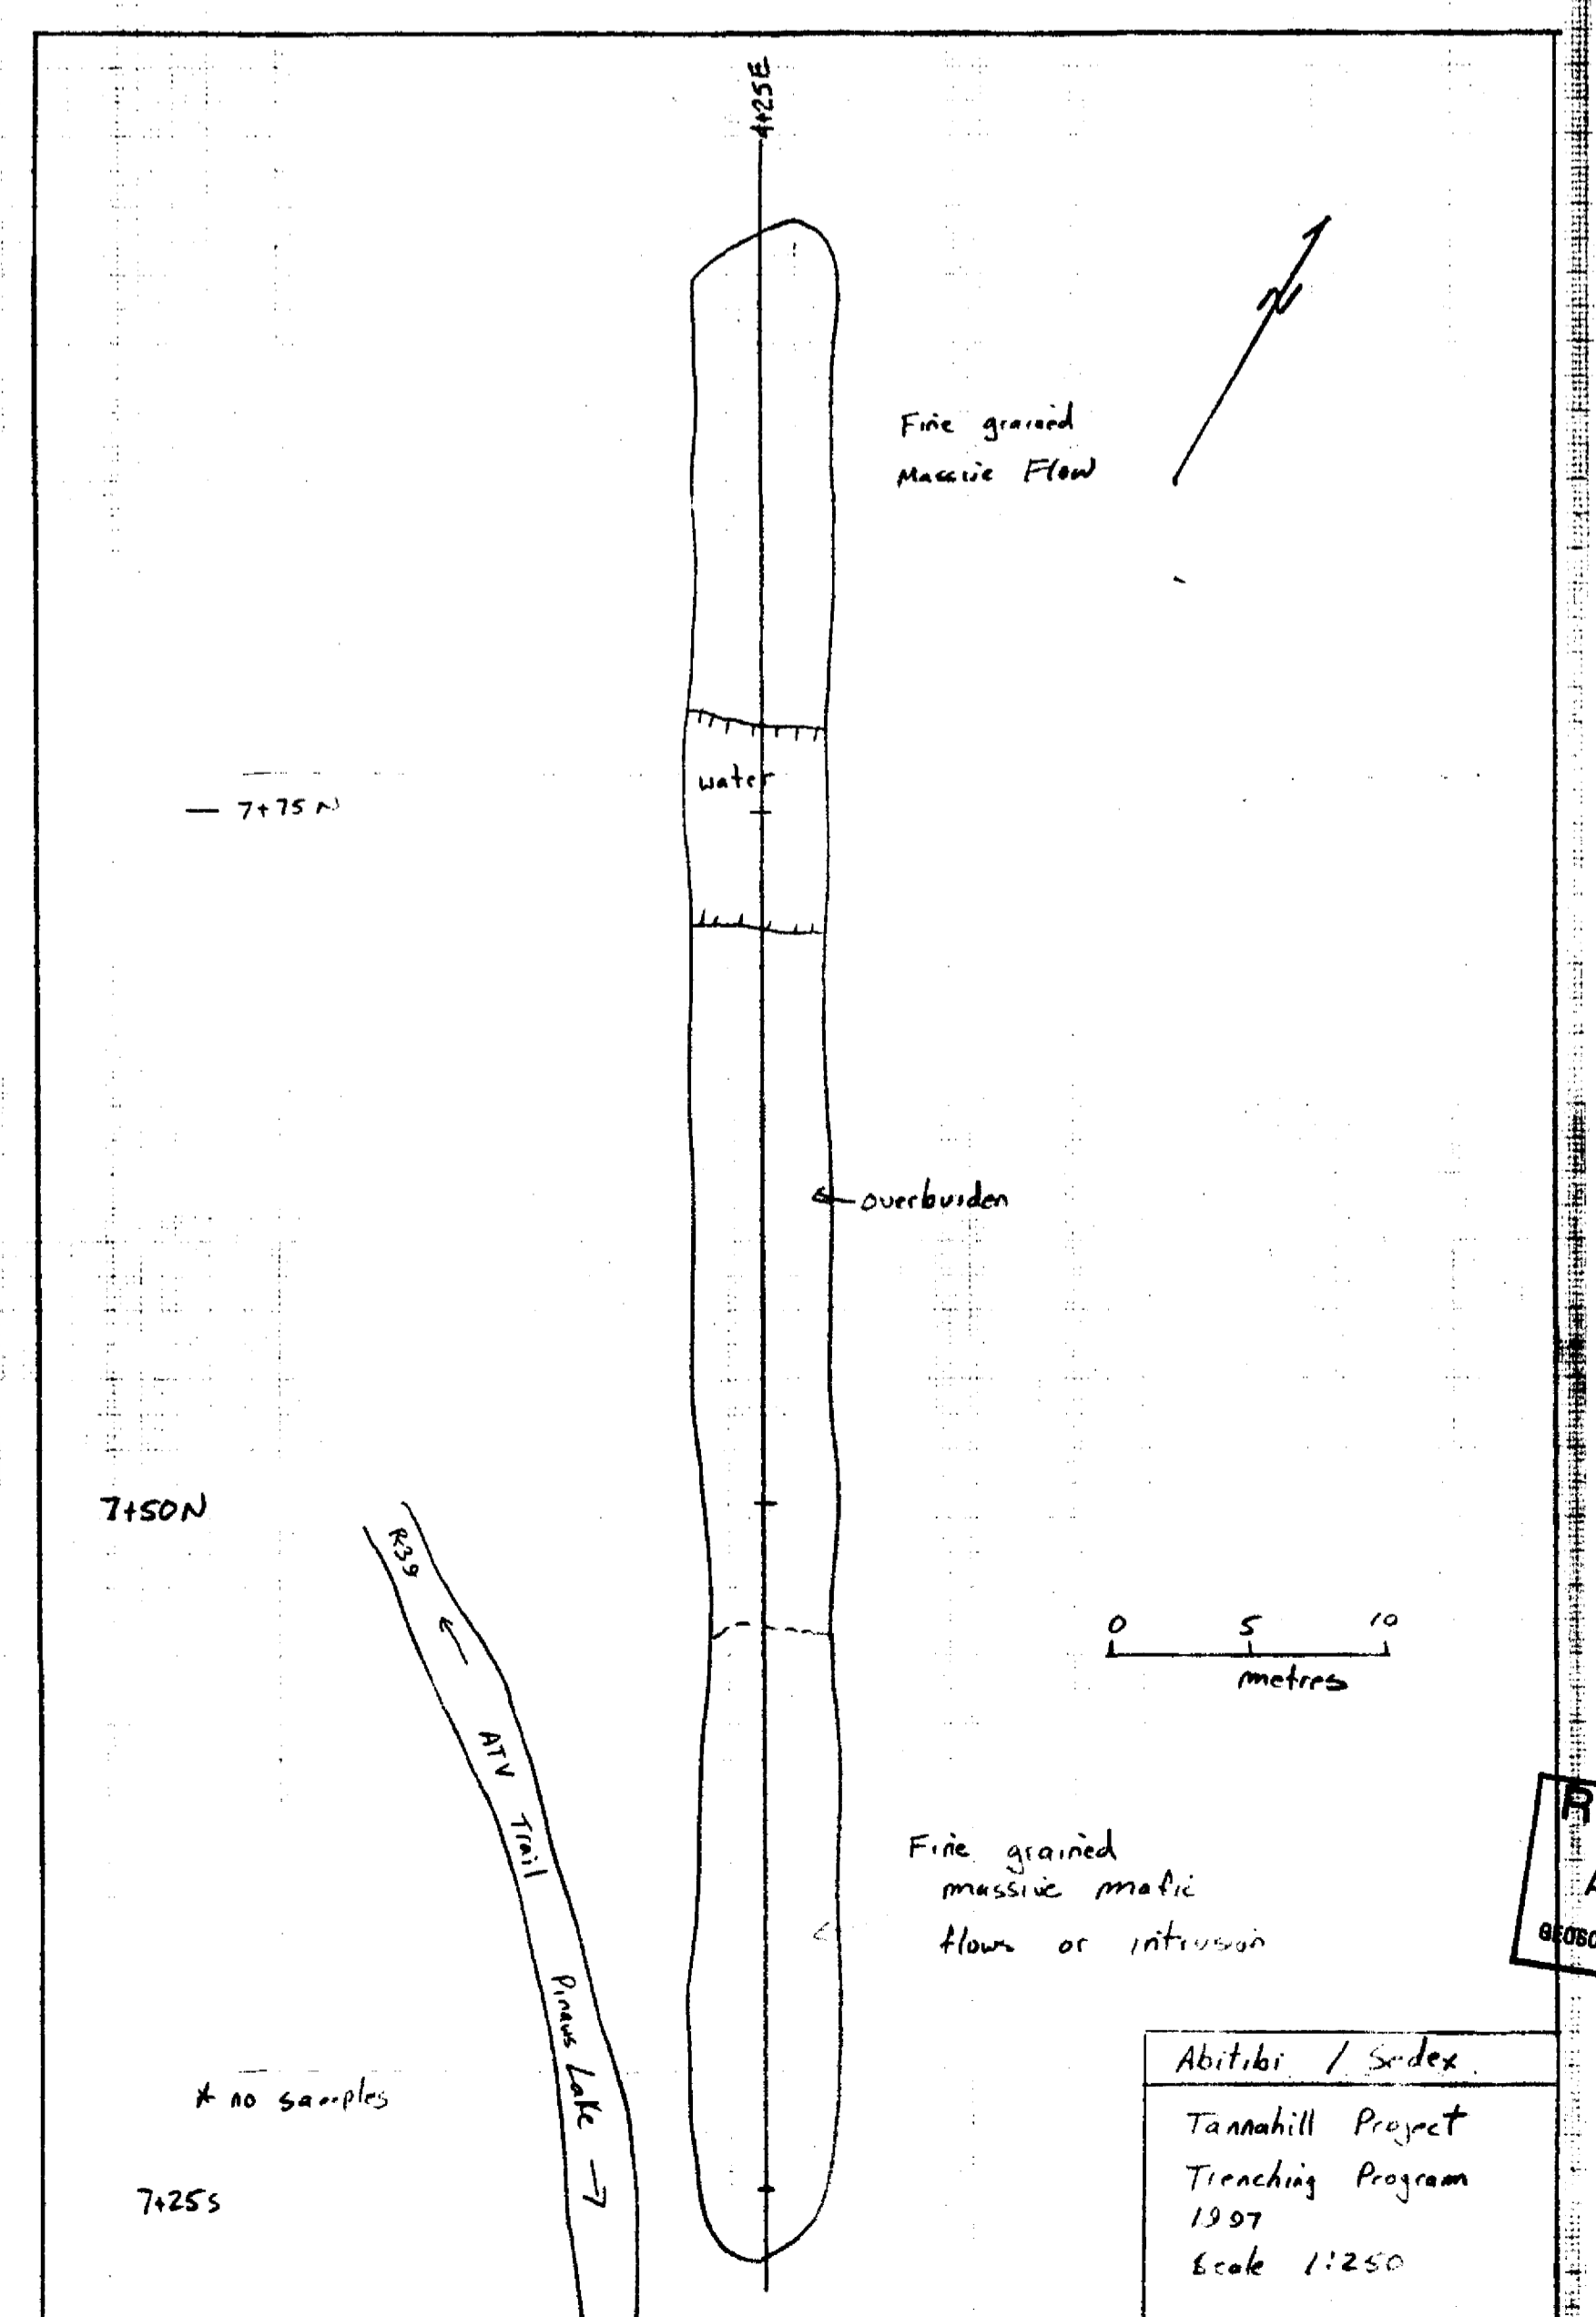 4+25E
N
Fine grained
Massive Flow
water
7+75 N
overburden
7+50N
R39
0 5 10
metres
ATV Trail
Fine grained
massive mafic
flows or intrusion
Lake
* no samples
7+25S
Abitibi / Sedex
Tannahill Project
Trenching Program
1997
Scale 1:250
R
A